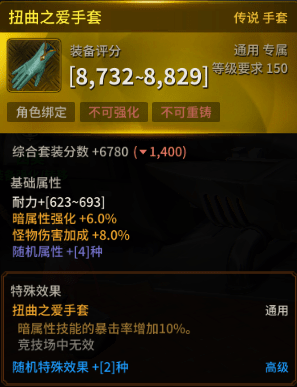 扭曲之爱手套 传说 手套
装备评分 通用 专属
[8,732~8,829] 等级要求 150
角色绑定 不可强化 不可重铸
综合套装分数 +6780 (▼1,400)
基础属性
耐力+[623~693]
暗属性强化 +6.0%
怪物伤害加成 +8.0%
随机属性 +[4]种
特殊效果
扭曲之爱手套 通用
暗属性技能的暴击率增加10%。
竞技场中无效
随机特殊效果 +[2]种 高级